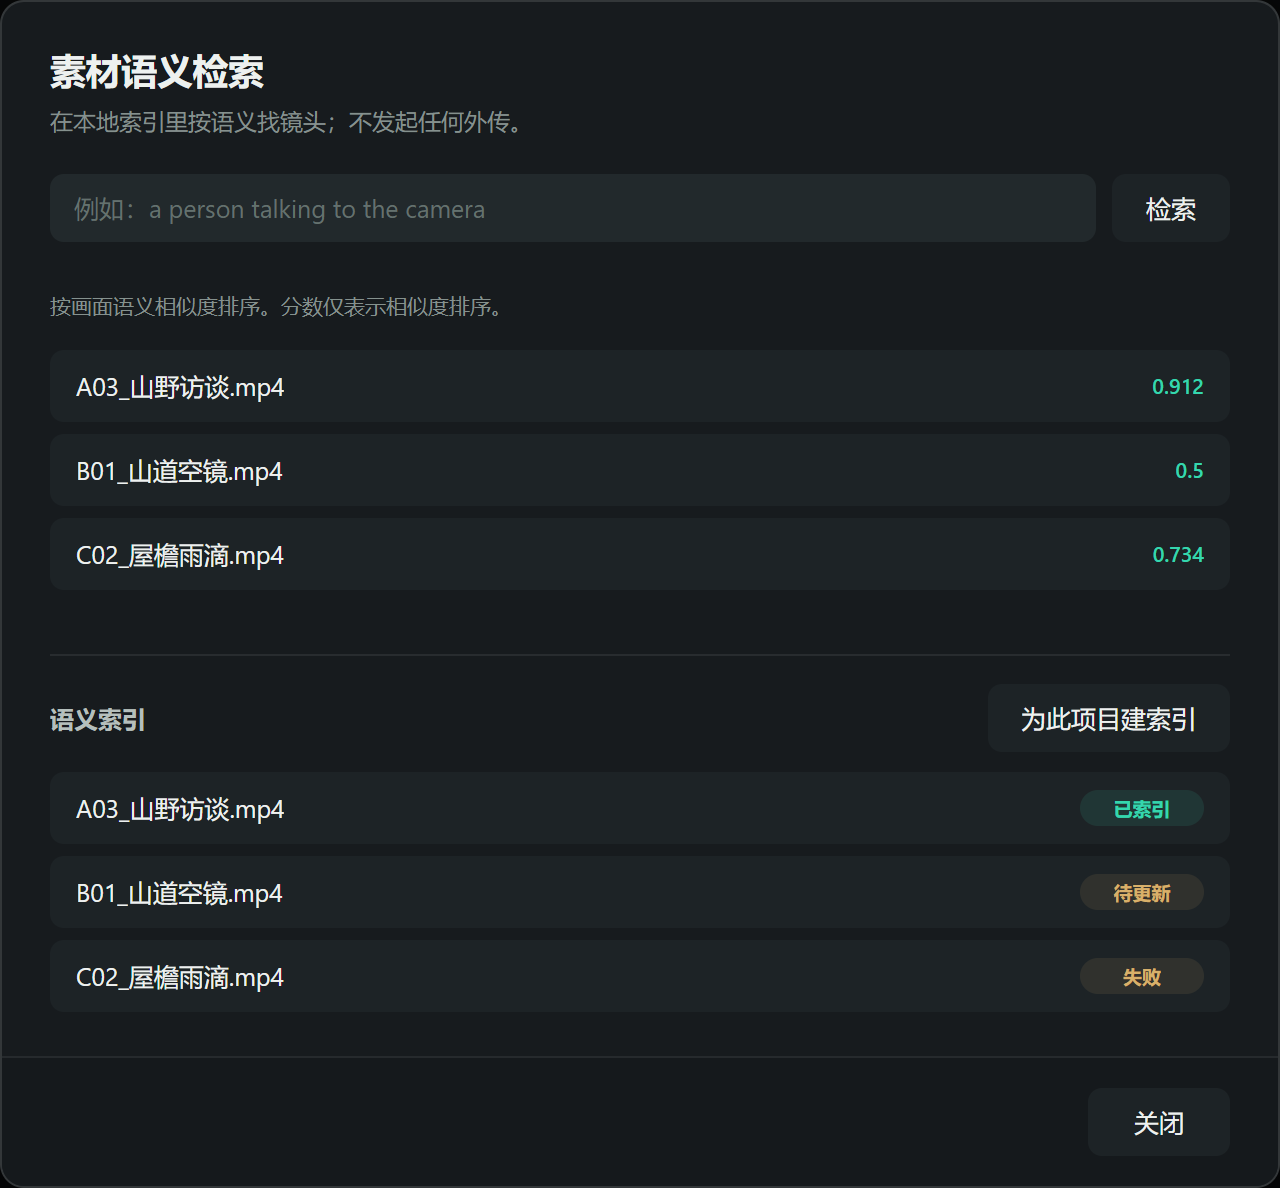 素材语义检索
在本地索引里按语义找镜头；不发起任何外传。
例如：a person talking to the camera
检索
按画面语义相似度排序。分数仅表示相似度排序。
A03_山野访谈.mp4 0.912
B01_山道空镜.mp4 0.5
C02_屋檐雨滴.mp4 0.734
语义索引
为此项目建索引
A03_山野访谈.mp4 已索引
B01_山道空镜.mp4 待更新
C02_屋檐雨滴.mp4 失败
关闭